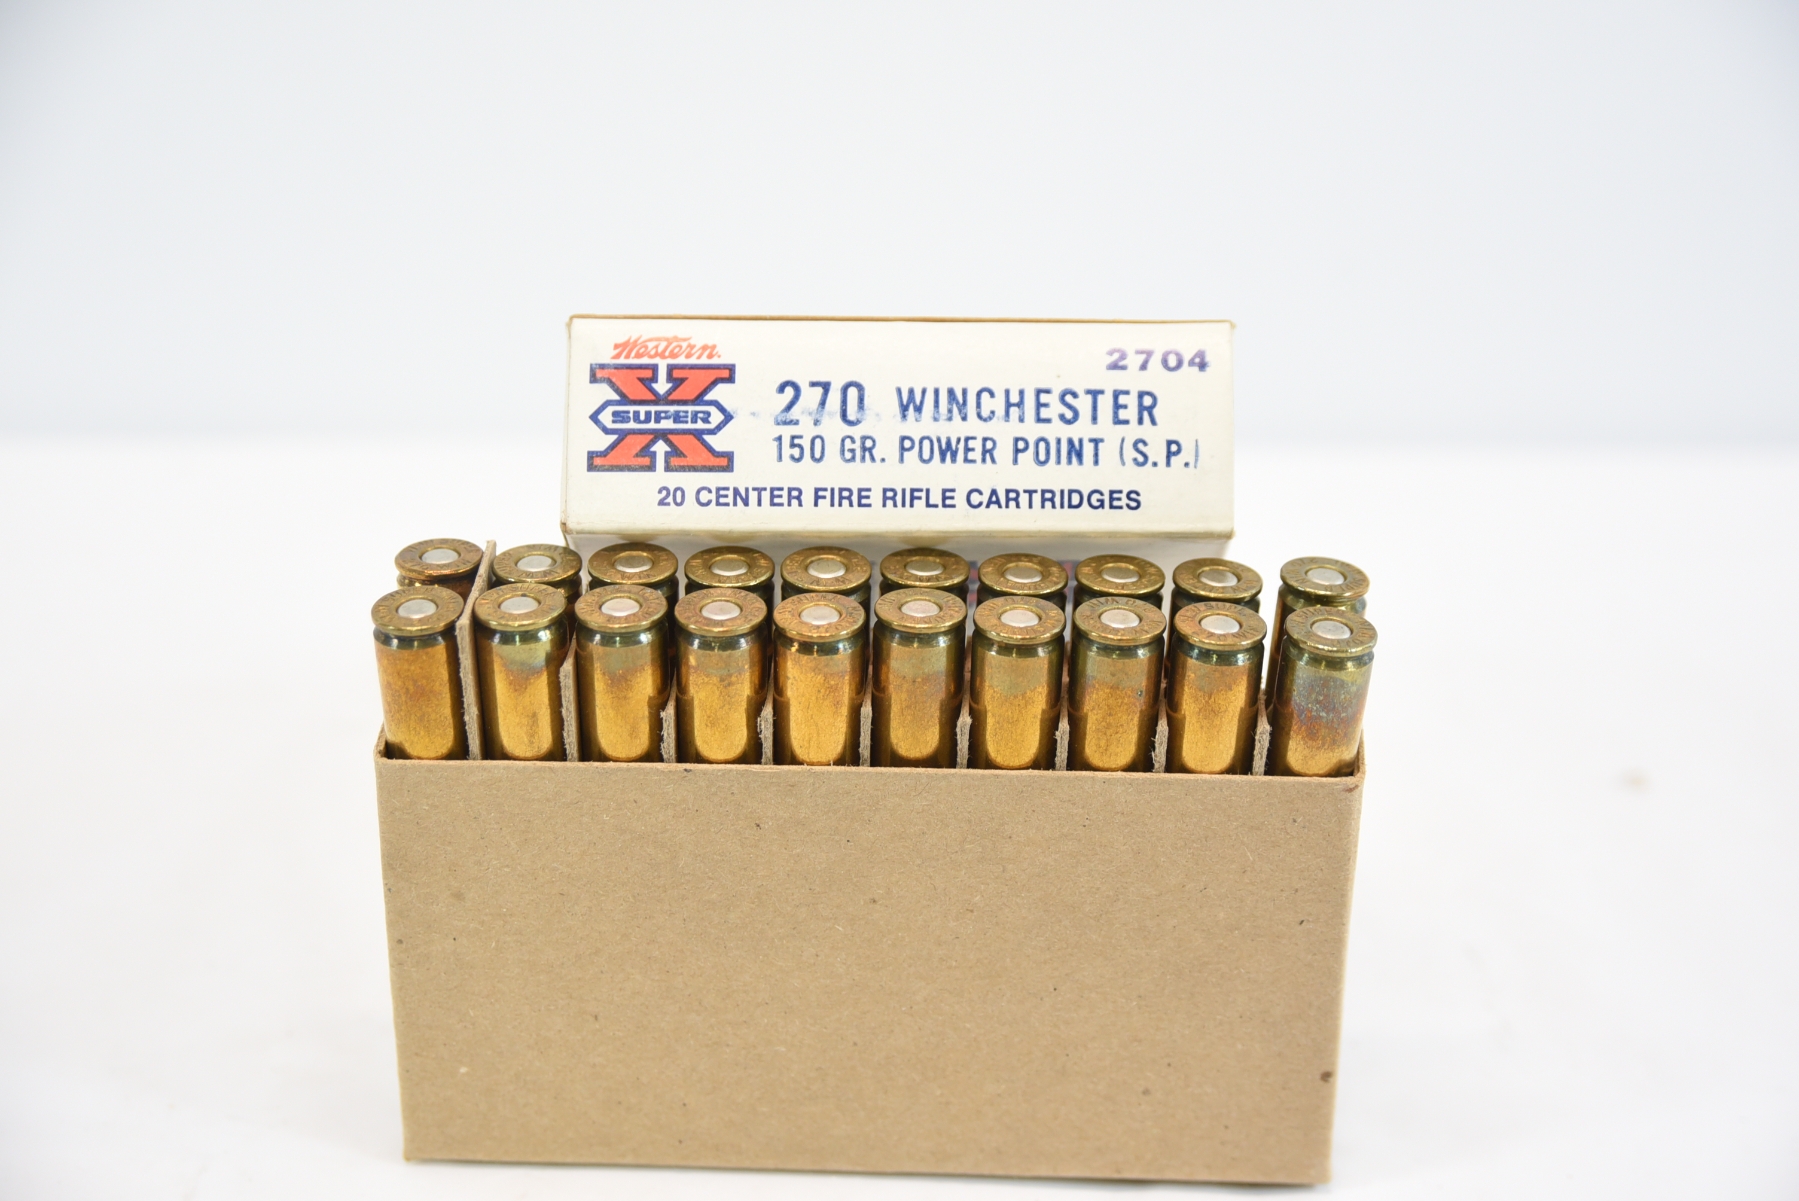 Western
SUPER X
2704
270 WINCHESTER
150 GR. POWER POINT (S.P.)
20 CENTER FIRE RIFLE CARTRIDGES